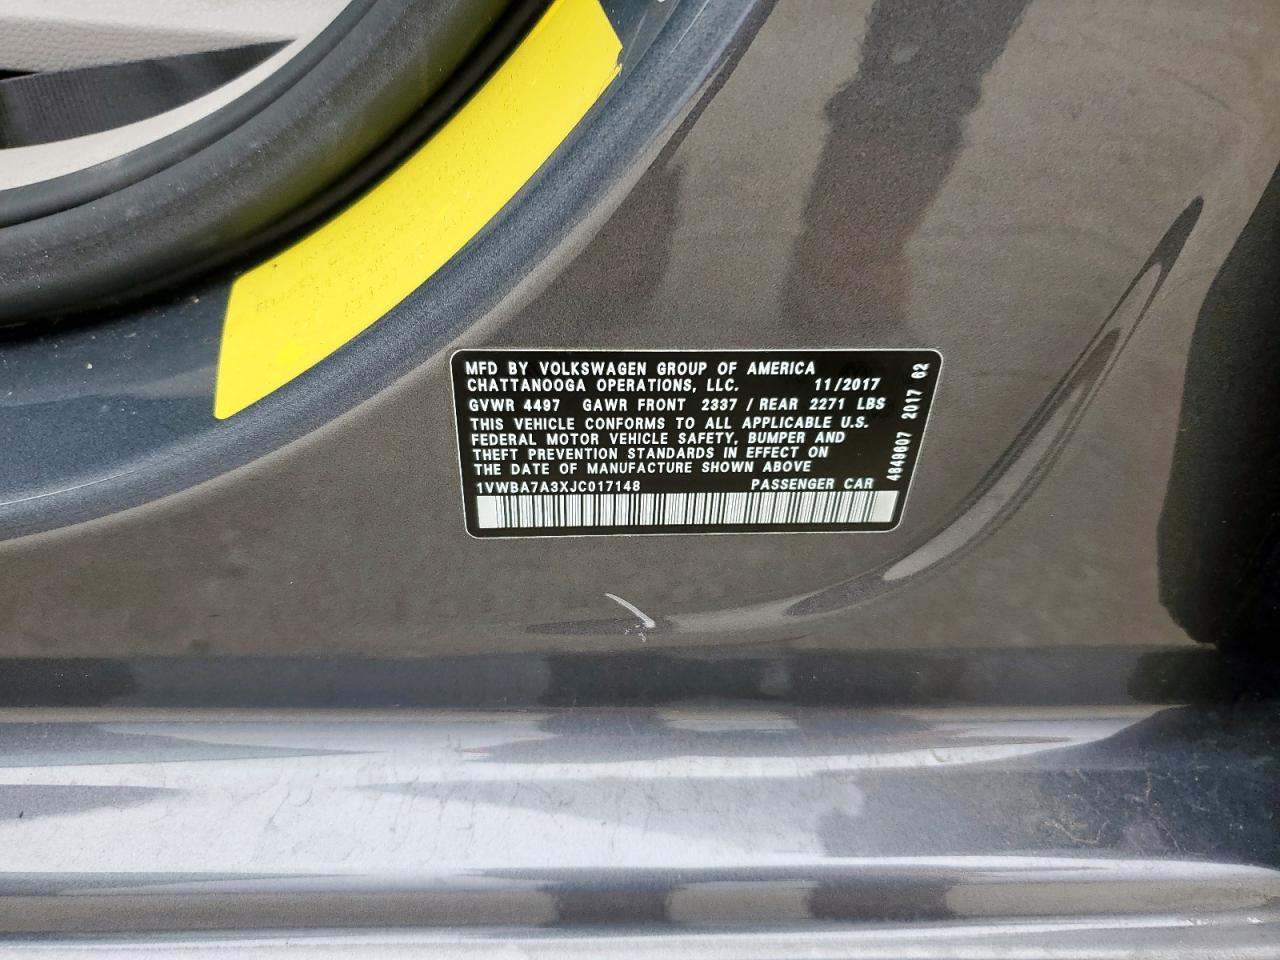 MFD BY VOLKSWAGEN GROUP OF AMERICA
CHATTANOOGA OPERATIONS, LLC. 11/2017
GVWR 4497 GAWR FRONT 2337 / REAR 2271 LBS
THIS VEHICLE CONFORMS TO ALL APPLICABLE U.S.
FEDERAL MOTOR VEHICLE SAFETY, BUMPER AND
THEFT PREVENTION STANDARDS IN EFFECT ON
THE DATE OF MANUFACTURE SHOWN ABOVE
1VWBA7A3XJC017148 PASSENGER CAR
4849607 2017 62